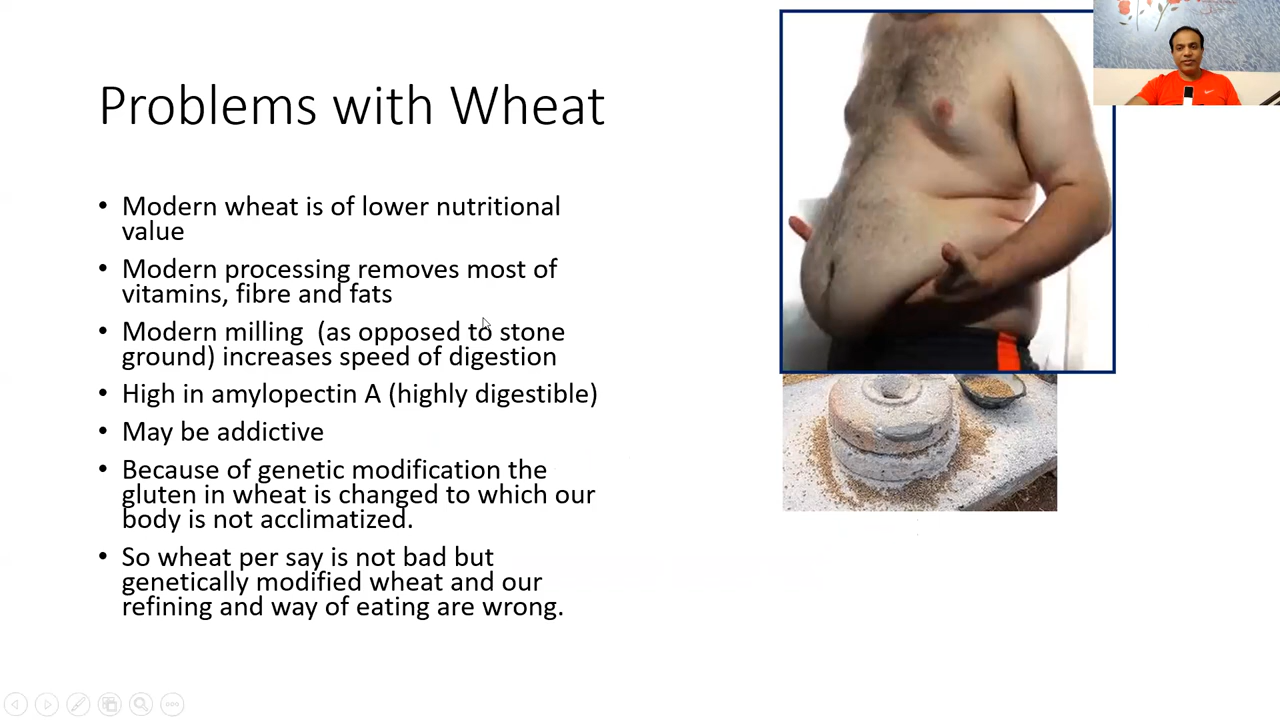 Problems with Wheat
• Modern wheat is of lower nutritional
value
• Modern processing removes most of
vitamins, fibre and fats
• Modern milling  (as opposed to stone
ground) increases speed of digestion
• High in amylopectin A (highly digestible)
• May be addictive
• Because of genetic modification the
gluten in wheat is changed to which our
body is not acclimatized.
• So wheat per say is not bad but
genetically modified wheat and our
refining and way of eating are wrong.